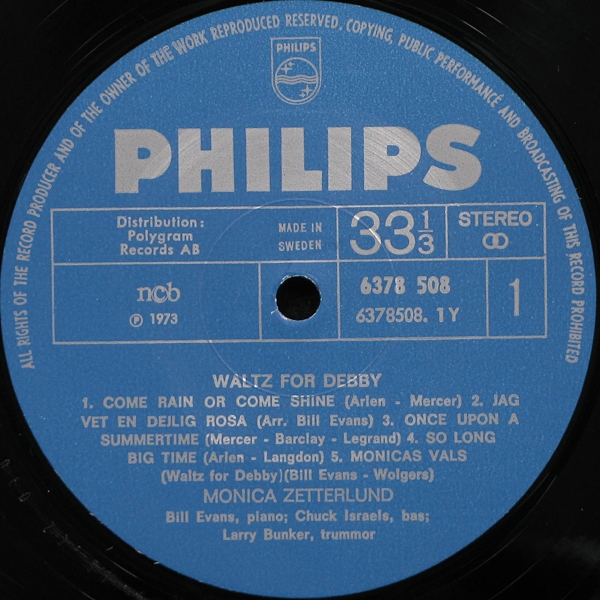 ALL RIGHTS OF THE RECORD PRODUCER AND OF THE OWNER OF THE WORK REPRODUCED RESERVED. COPYING, PUBLIC PERFORMANCE AND BROADCASTING OF THIS RECORD PROHIBITED
PHILIPS
PHILIPS
Distribution:
Polygram
Records AB
MADE IN
SWEDEN
33 1/3
STEREO
ncb
℗ 1973
6378 508
6378508. 1 Y
1
WALTZ FOR DEBBY
1. COME RAIN OR COME SHINE (Arlen - Mercer) 2. JAG
VET EN DEILIG ROSA (Arr. Bill Evans) 3. ONCE UPON A
SUMMERTIME (Mercer - Barclay - Legrand) 4. SO LONG
BIG TIME (Arlen - Langdon) 5. MONICAS VALS
(Waltz for Debby)(Bill Evans - Wolgers)
MONICA ZETTERLUND
Bill Evans, piano; Chuck Israels, bas;
Larry Bunker, trummor